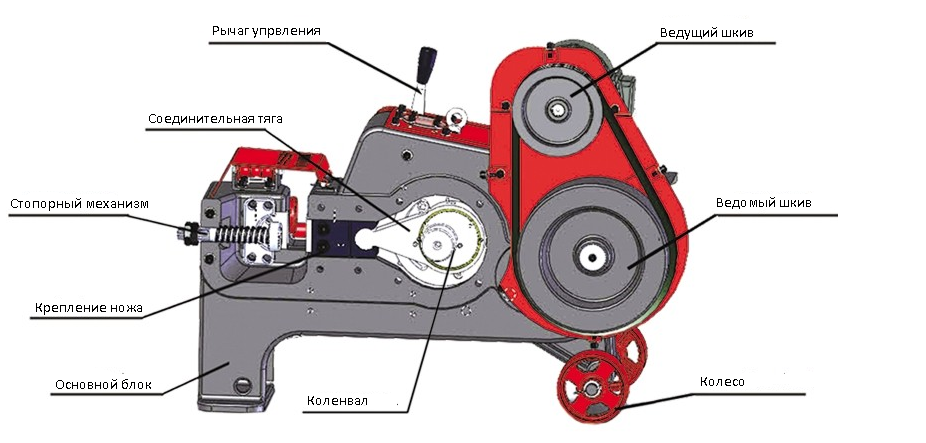 Рычаг упрвления
Ведущий шкив
Соединительная тяга
Стопорный механизм
Ведомый шкив
Крепление ножа
Основной блок
Коленвал
Колесо